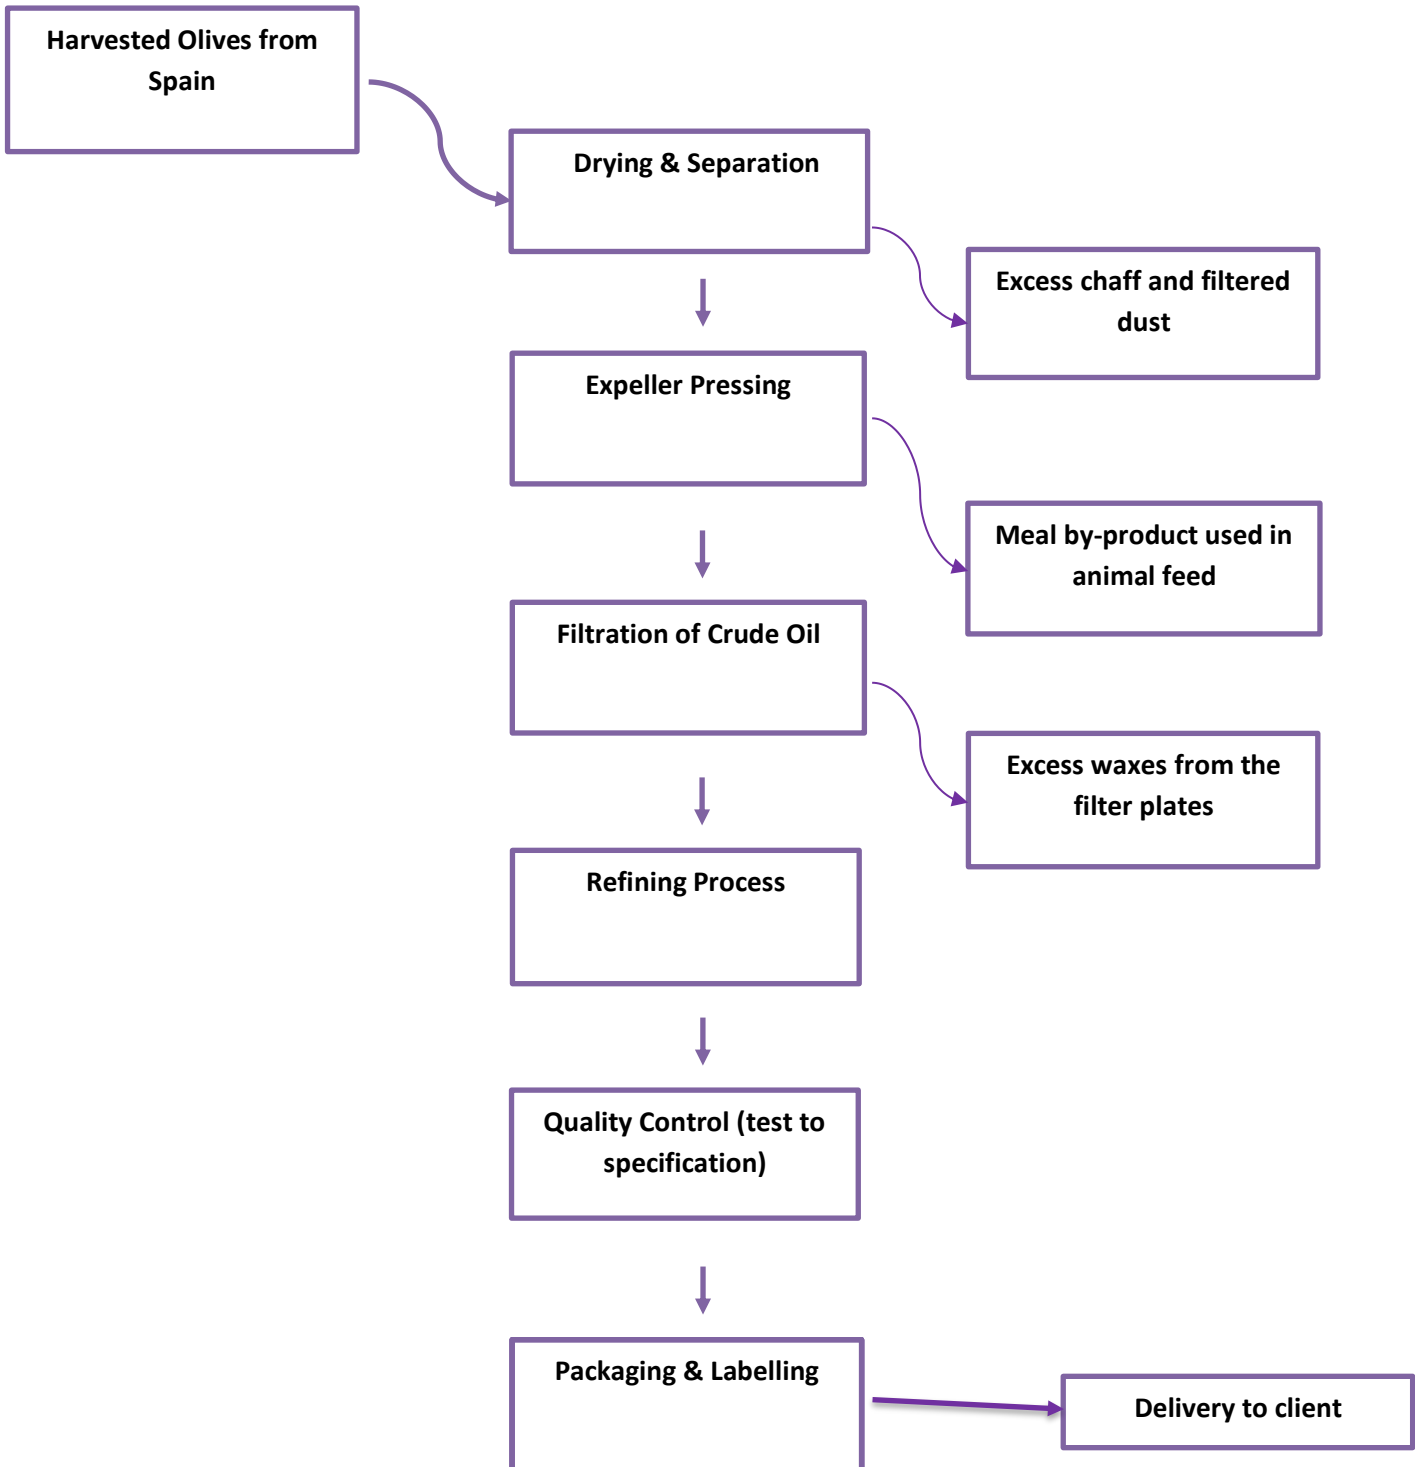 Harvested Olives from
Spain
Drying & Separation
Excess chaff and filtered
dust
Expeller Pressing
Meal by-product used in
animal feed
Filtration of Crude Oil
Excess waxes from the
filter plates
Refining Process
Quality Control (test to
specification)
Packaging & Labelling
Delivery to client